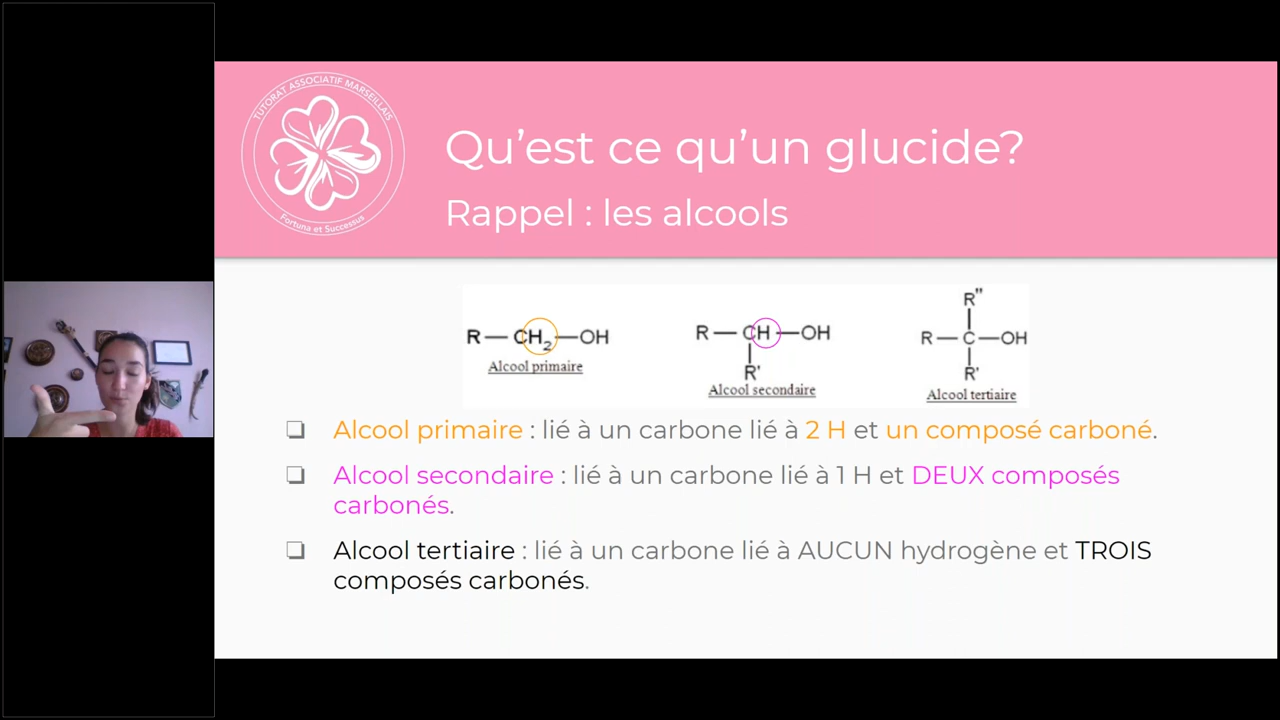 TUTORAT ASSOCIATIF MARSEILLAIS
Fortuna et Successus
Qu’est ce qu’un glucide?
Rappel : les alcools
R — CH2 — OH
Alcool primaire
R — CH — OH
R'
Alcool secondaire
R"
R — C — OH
R'
Alcool tertiaire
❏ Alcool primaire : lié à un carbone lié à 2 H et un composé carboné.
❏ Alcool secondaire : lié à un carbone lié à 1 H et DEUX composés
carbonés.
❏ Alcool tertiaire : lié à un carbone lié à AUCUN hydrogène et TROIS
composés carbonés.